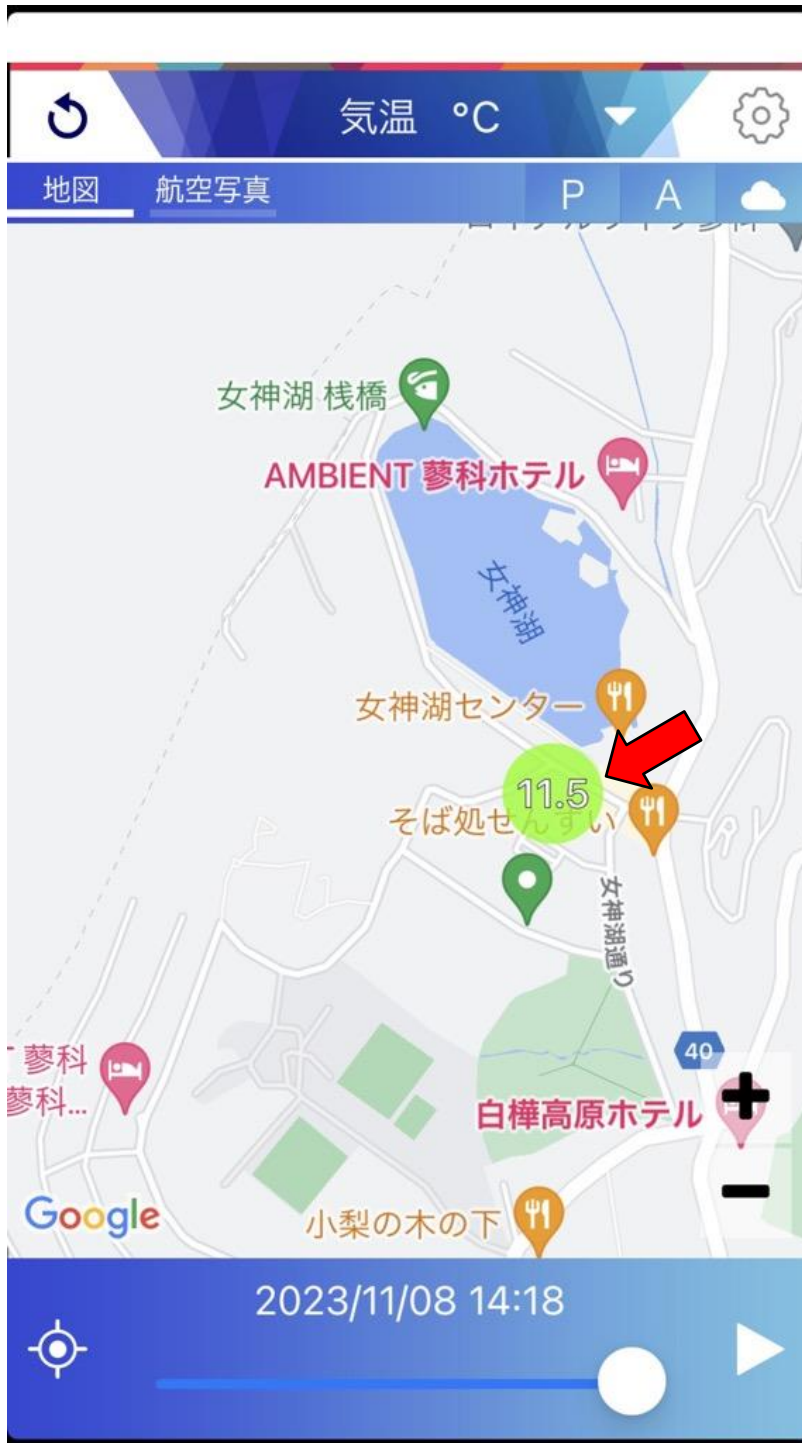 気温 °C
地図 航空写真 P A
女神湖 桟橋
AMBIENT 蓼科ホテル
女神湖
女神湖センター
11.5
そば処せんすい
女神湖通り
40
蓼科
蓼科...
白樺高原ホテル
Google
小梨の木の下
2023/11/08 14:18